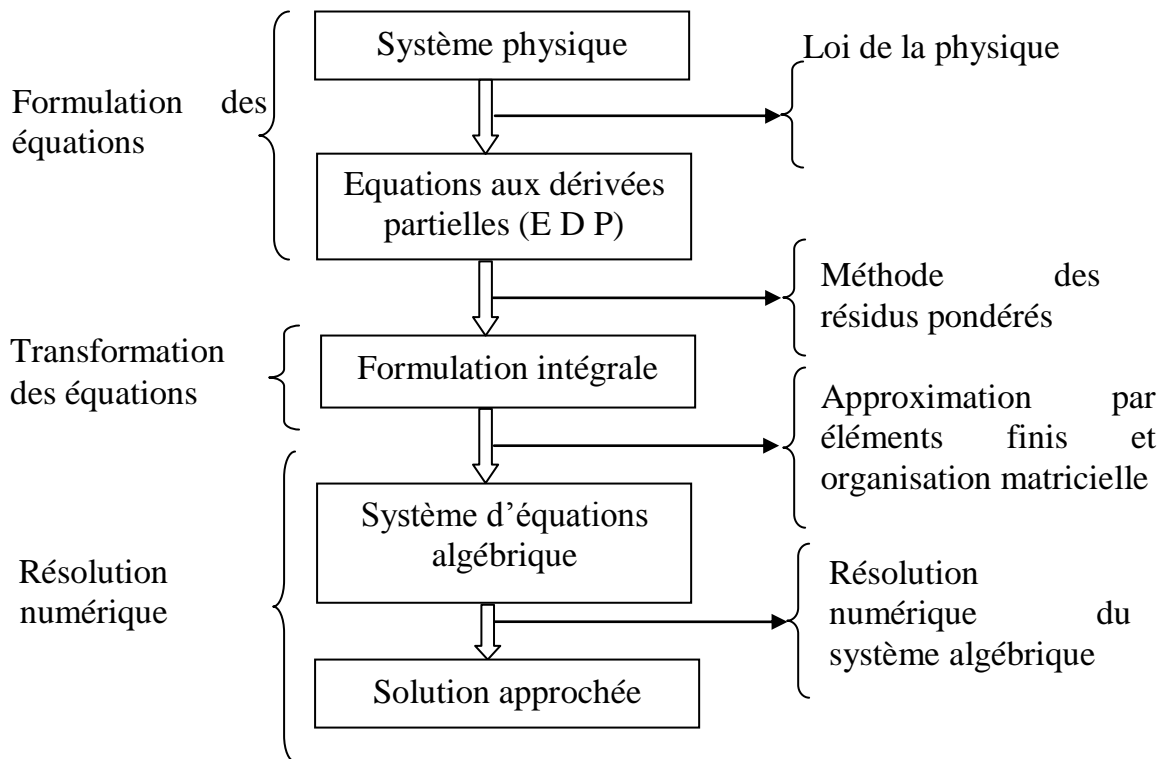 Système physique
Loi de la physique
Formulation des
équations
Equations aux dérivées
partielles (E D P)
Méthode des
résidus pondérés
Transformation
des équations
Formulation intégrale
Approximation par
éléments finis et
organisation matricielle
Système d’équations
algébrique
Résolution
numérique
Résolution
numérique du
système algébrique
Solution approchée